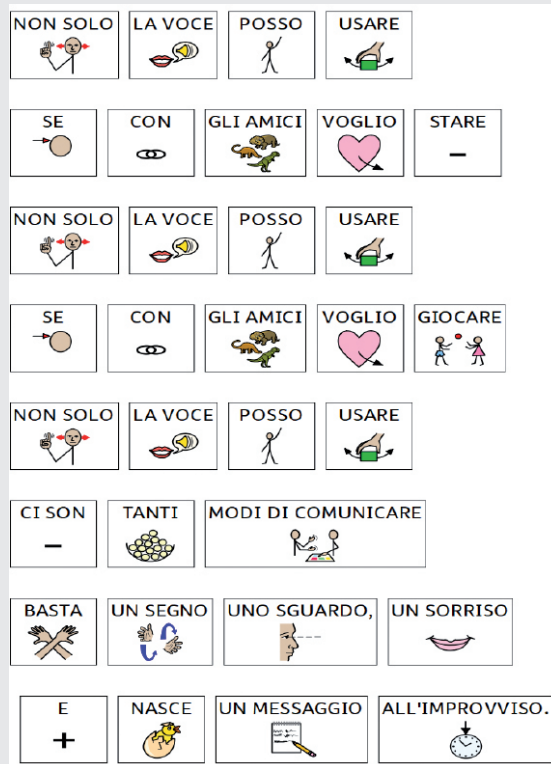 NON SOLO LA VOCE POSSO USARE
SE CON GLI AMICI VOGLIO STARE
NON SOLO LA VOCE POSSO USARE
SE CON GLI AMICI VOGLIO GIOCARE
NON SOLO LA VOCE POSSO USARE
CI SON TANTI MODI DI COMUNICARE
BASTA UN SEGNO UNO SGUARDO, UN SORRISO
E NASCE UN MESSAGGIO ALL'IMPROVVISO.